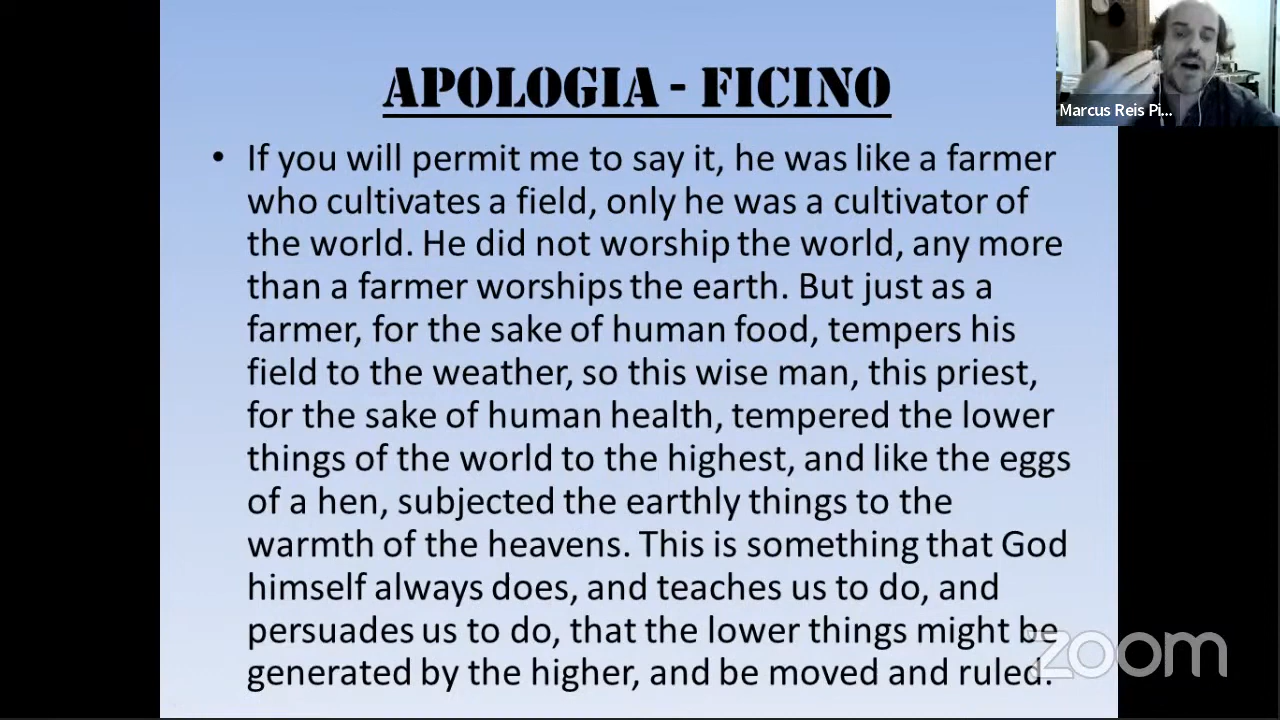 APOLOGIA - FICINO
Marcus Reis Pi...
• If you will permit me to say it, he was like a farmer
who cultivates a field, only he was a cultivator of
the world. He did not worship the world, any more
than a farmer worships the earth. But just as a
farmer, for the sake of human food, tempers his
field to the weather, so this wise man, this priest,
for the sake of human health, tempered the lower
things of the world to the highest, and like the eggs
of a hen, subjected the earthly things to the
warmth of the heavens. This is something that God
himself always does, and teaches us to do, and
persuades us to do, that the lower things might be
generated by the higher, and be moved and ruled.
zoom